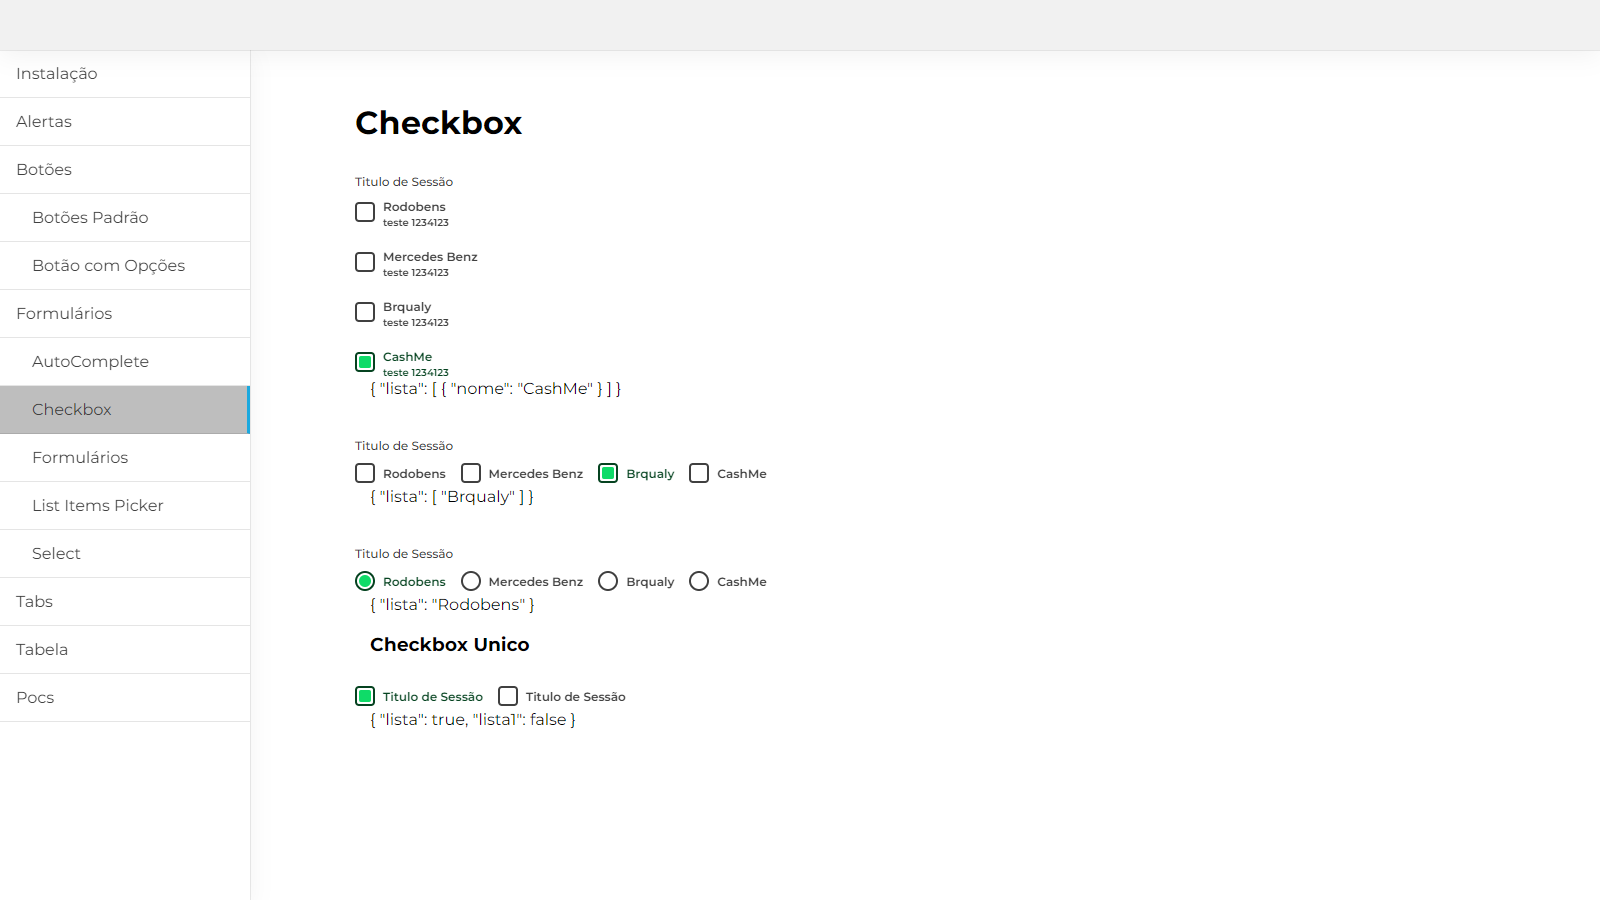 Instalação
Alertas
Botões
Botões Padrão
Botão com Opções
Formulários
AutoComplete
Checkbox
Formulários
List Items Picker
Select
Tabs
Tabela
Pocs
Checkbox
Titulo de Sessão
Rodobens
teste 1234123
Mercedes Benz
teste 1234123
Brqualy
teste 1234123
CashMe
teste 1234123
{ "lista": [ { "nome": "CashMe" } ] }
Titulo de Sessão
Rodobens Mercedes Benz Brqualy CashMe
{ "lista": [ "Brqualy" ] }
Titulo de Sessão
Rodobens Mercedes Benz Brqualy CashMe
{ "lista": "Rodobens" }
Checkbox Unico
Titulo de Sessão Titulo de Sessão
{ "lista": true, "lista1": false }